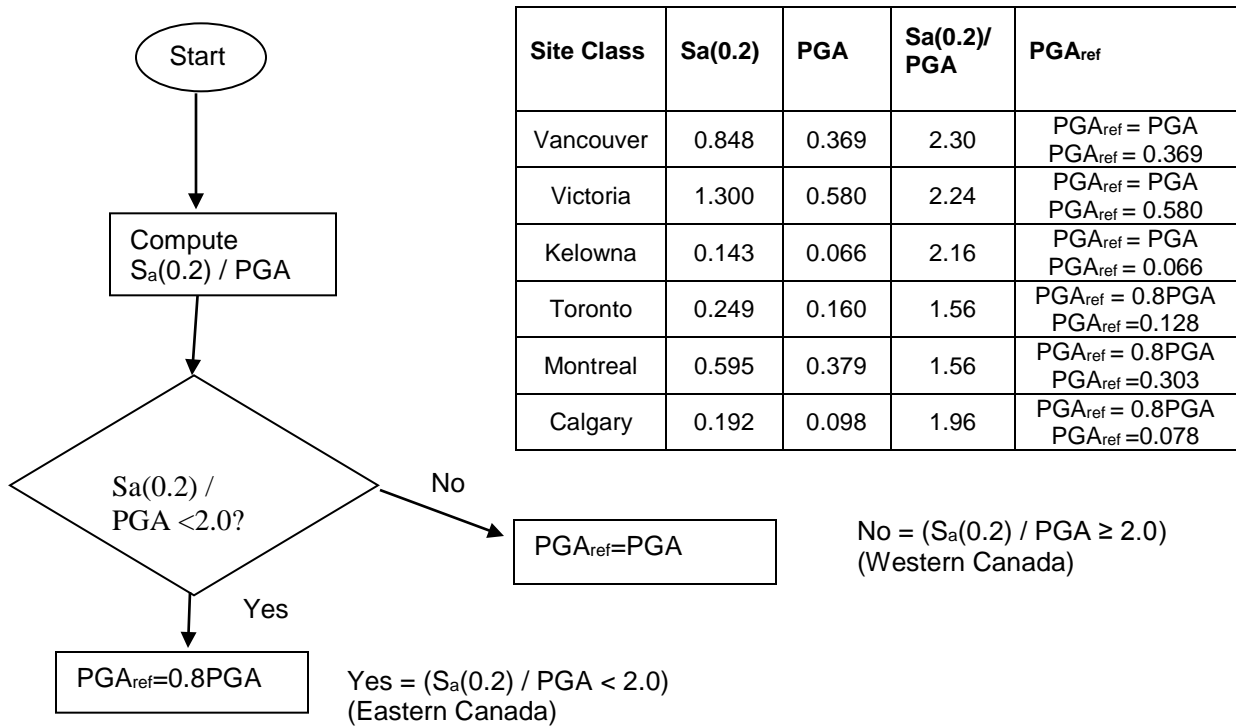 Start
Compute
Sa(0.2) / PGA
Sa(0.2) /
PGA <2.0?
No
PGAref=PGA
No = (Sa(0.2) / PGA ≥ 2.0)
(Western Canada)
Yes
PGAref=0.8PGA
Yes = (Sa(0.2) / PGA < 2.0)
(Eastern Canada)
Site Class Sa(0.2) PGA Sa(0.2)/ PGAref
PGA
Vancouver 0.848 0.369 2.30 PGAref = PGA
PGAref = 0.369
Victoria 1.300 0.580 2.24 PGAref = PGA
PGAref = 0.580
Kelowna 0.143 0.066 2.16 PGAref = PGA
PGAref = 0.066
Toronto 0.249 0.160 1.56 PGAref = 0.8PGA
PGAref =0.128
Montreal 0.595 0.379 1.56 PGAref = 0.8PGA
PGAref =0.303
Calgary 0.192 0.098 1.96 PGAref = 0.8PGA
PGAref =0.078